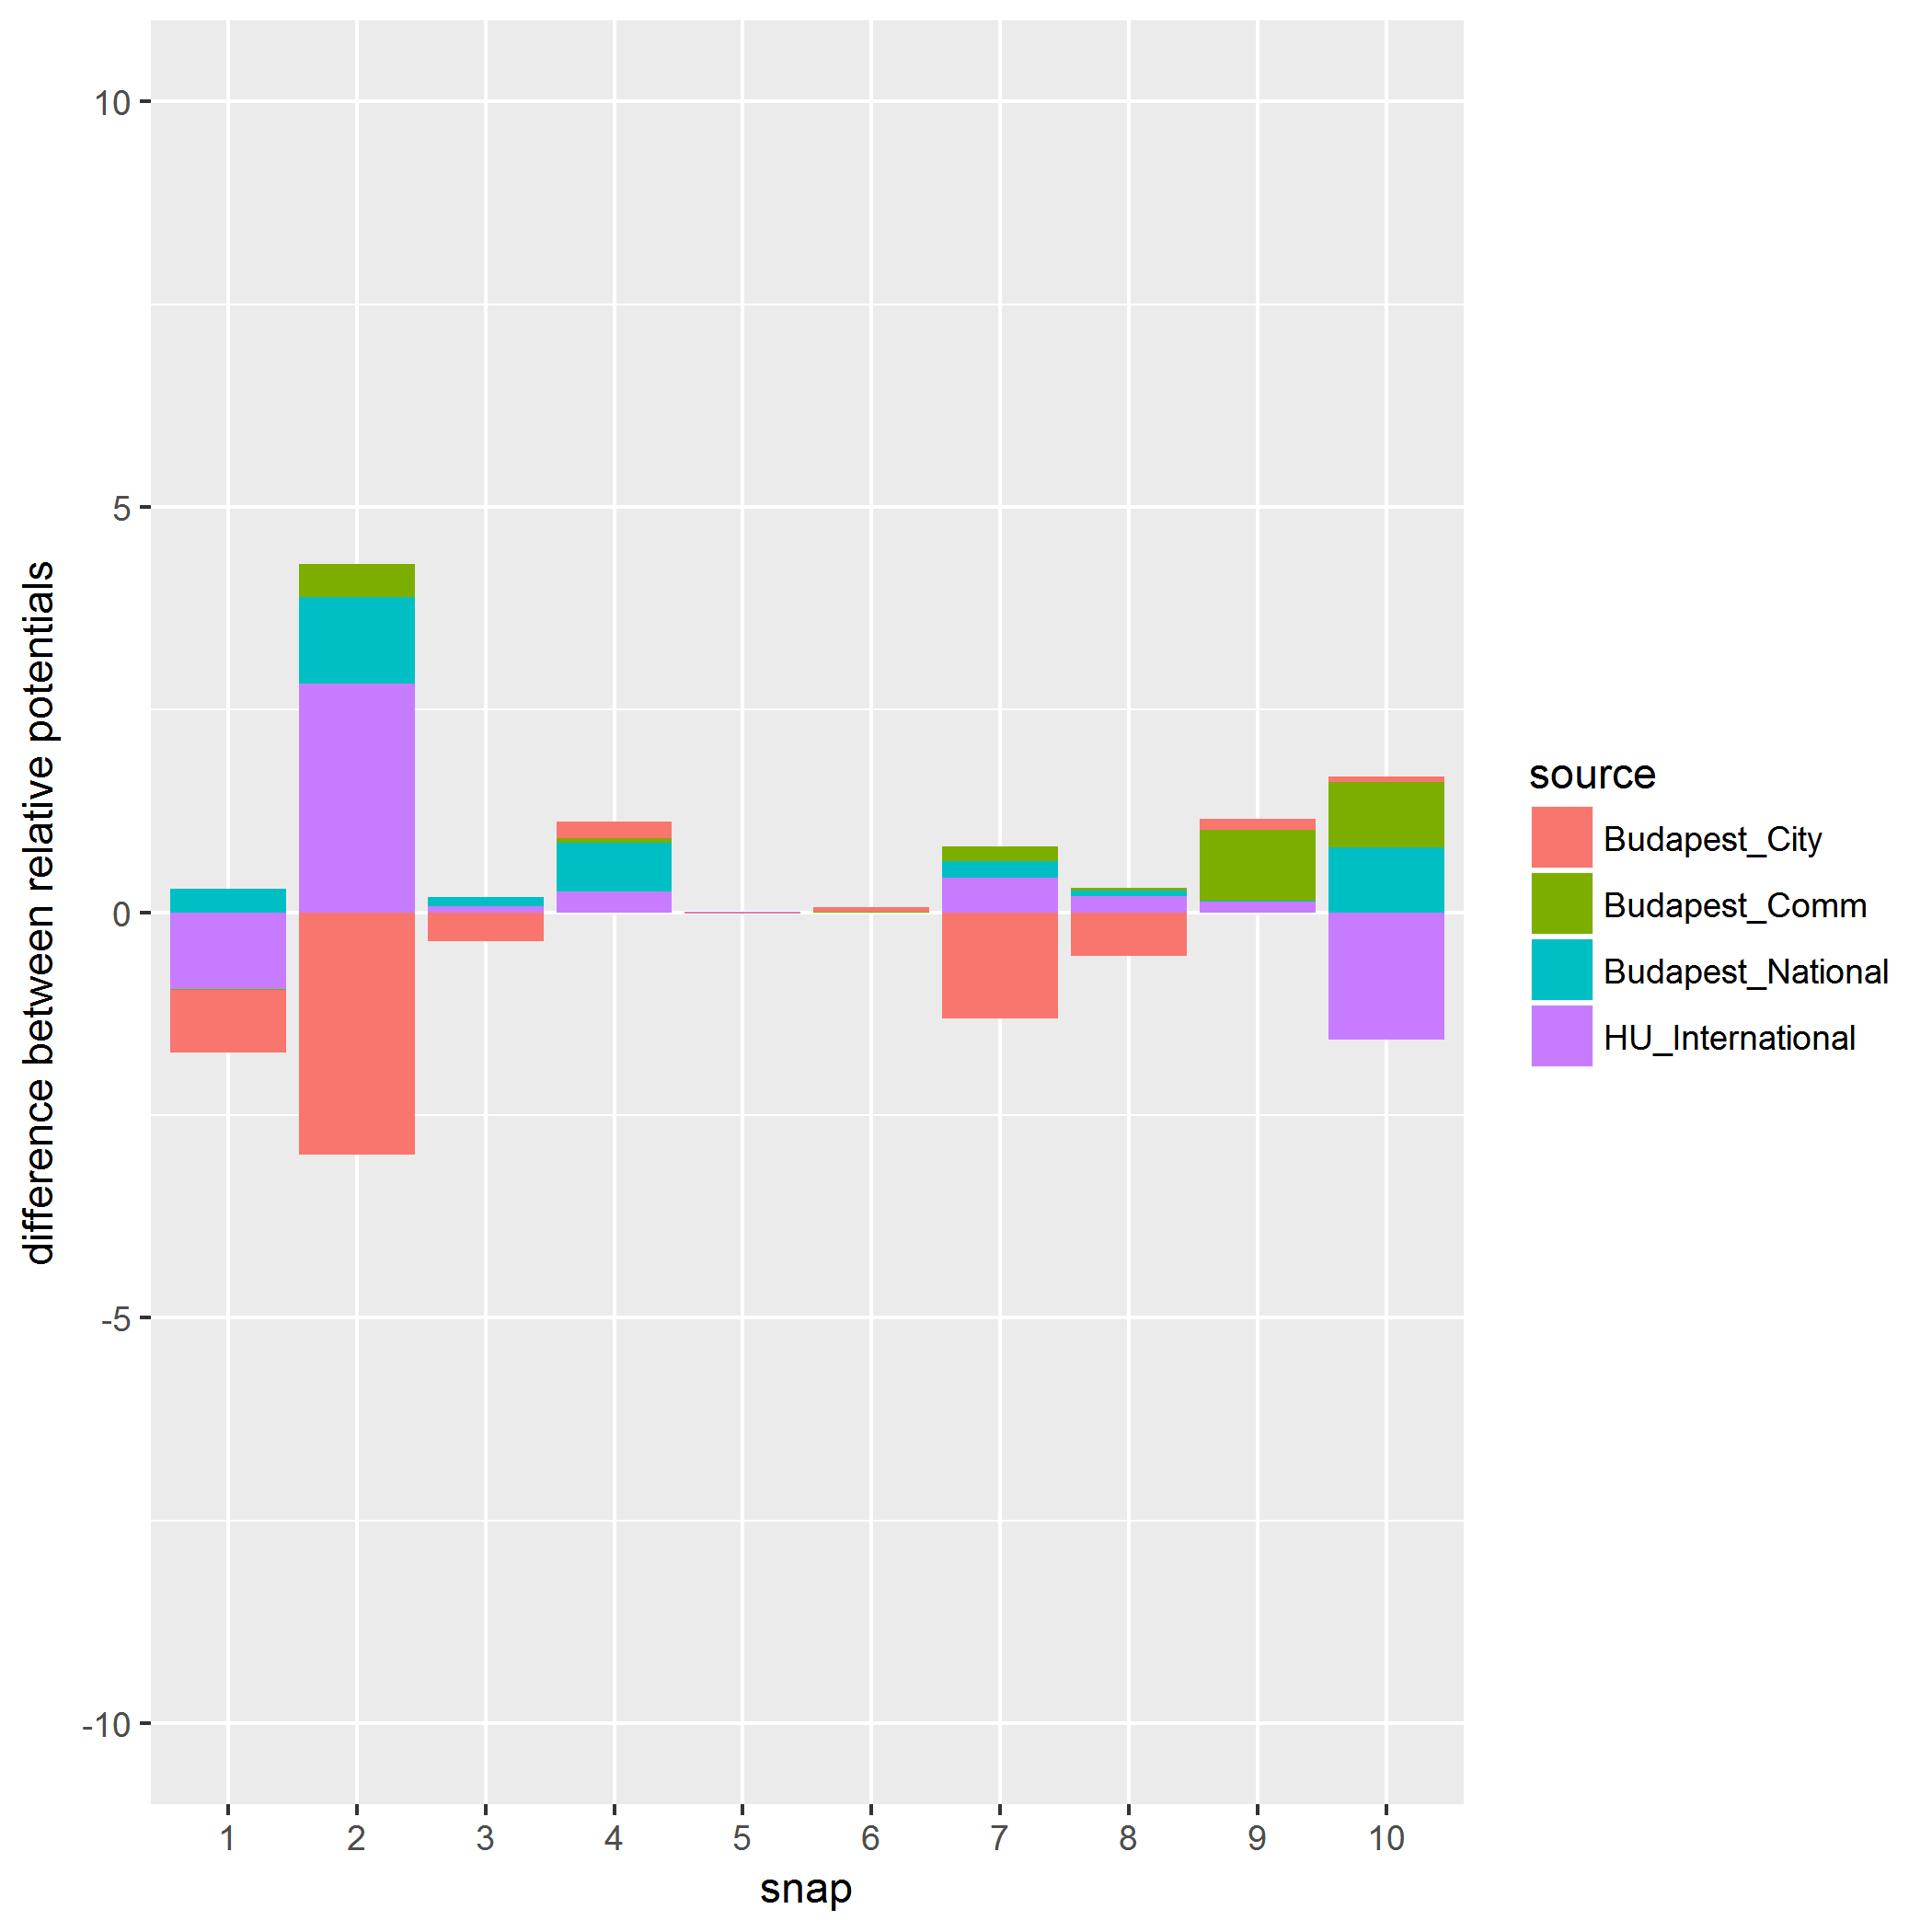 difference between relative potentials
10
5
0
-5
-10
1 2 3 4 5 6 7 8 9 10
snap
source
Budapest_City
Budapest_Comm
Budapest_National
HU_International